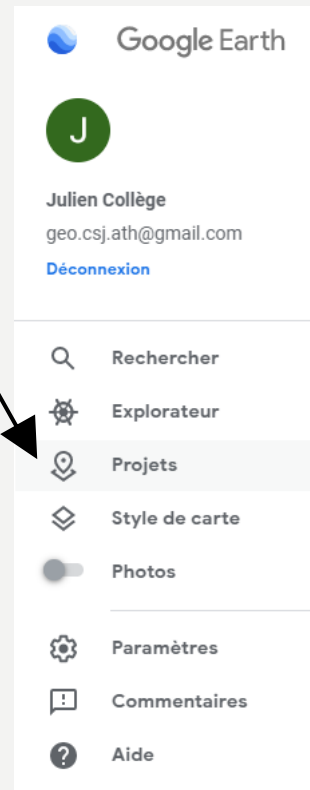 Google Earth
J
Julien Collège
geo.csj.ath@gmail.com
Déconnexion
Rechercher
Explorateur
Projets
Style de carte
Photos
Paramètres
Commentaires
Aide